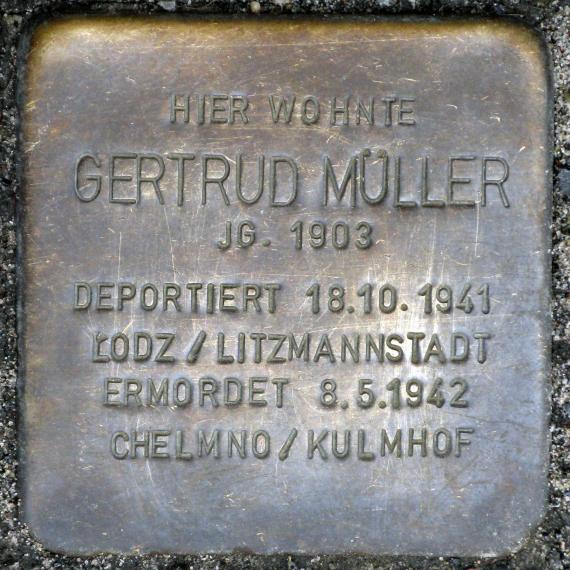 HIER WOHNTE
GERTRUD MÜLLER
JG. 1903
DEPORTIERT 18.10.1941
ŁODZ / LITZMANNSTADT
ERMORDET 8.5.1942
CHELMNO / KULMHOF